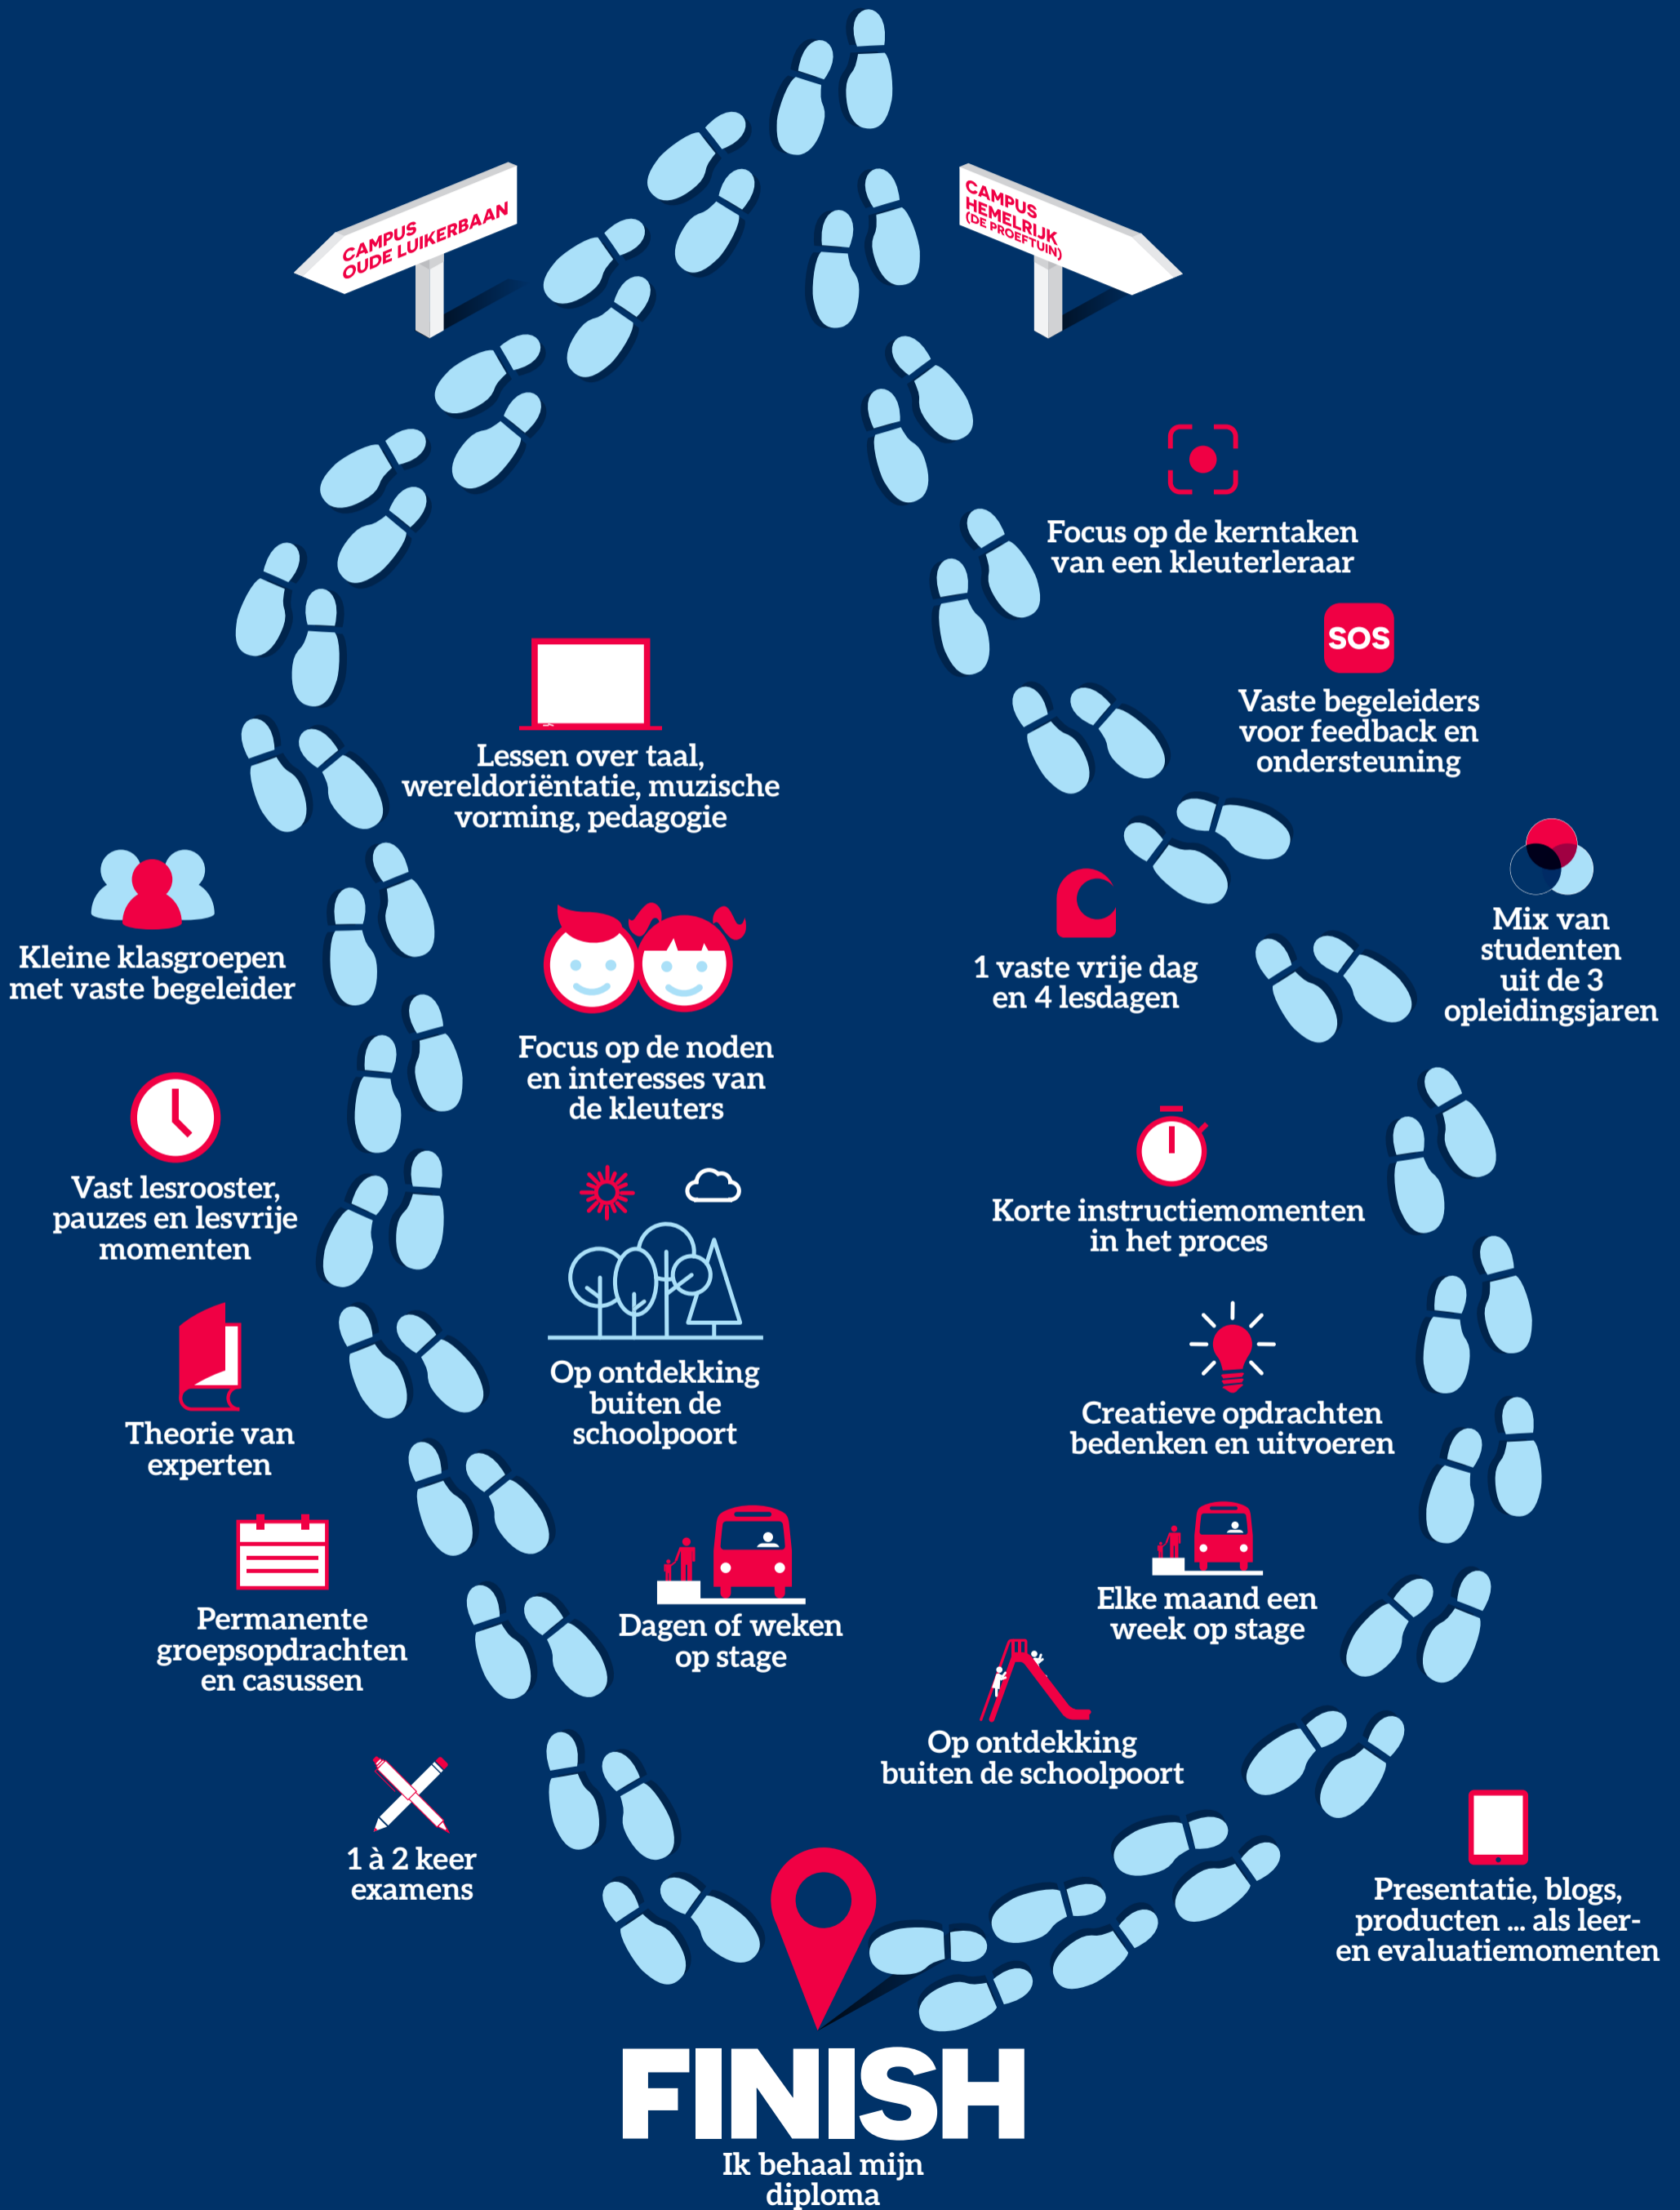 CAMPUS
OUDE LUIKERBAAN
CAMPUS
HEMELRIJK
(DE PROEFTUIN)
Focus op de kerntaken
van een kleuterleraar
SOS
Vaste begeleiders
voor feedback en
ondersteuning
Lessen over taal,
wereldoriëntatie, muzische
vorming, pedagogie
Kleine klasgroepen
met vaste begeleider
Mix van
studenten
uit de 3
opleidingsjaren
1 vaste vrije dag
en 4 lesdagen
Focus op de noden
en interesses van
de kleuters
Vast lesrooster,
pauzes en lesvrije
momenten
Korte instructiemomenten
in het proces
Op ontdekking
buiten de
schoolpoort
Theorie van
experten
Creatieve opdrachten
bedenken en uitvoeren
Permanente
groepsopdrachten
en casussen
Dagen of weken
op stage
Elke maand een
week op stage
Op ontdekking
buiten de schoolpoort
1 à 2 keer
examens
Presentatie, blogs,
producten ... als leer-
en evaluatiemomenten
FINISH
Ik behaal mijn
diploma